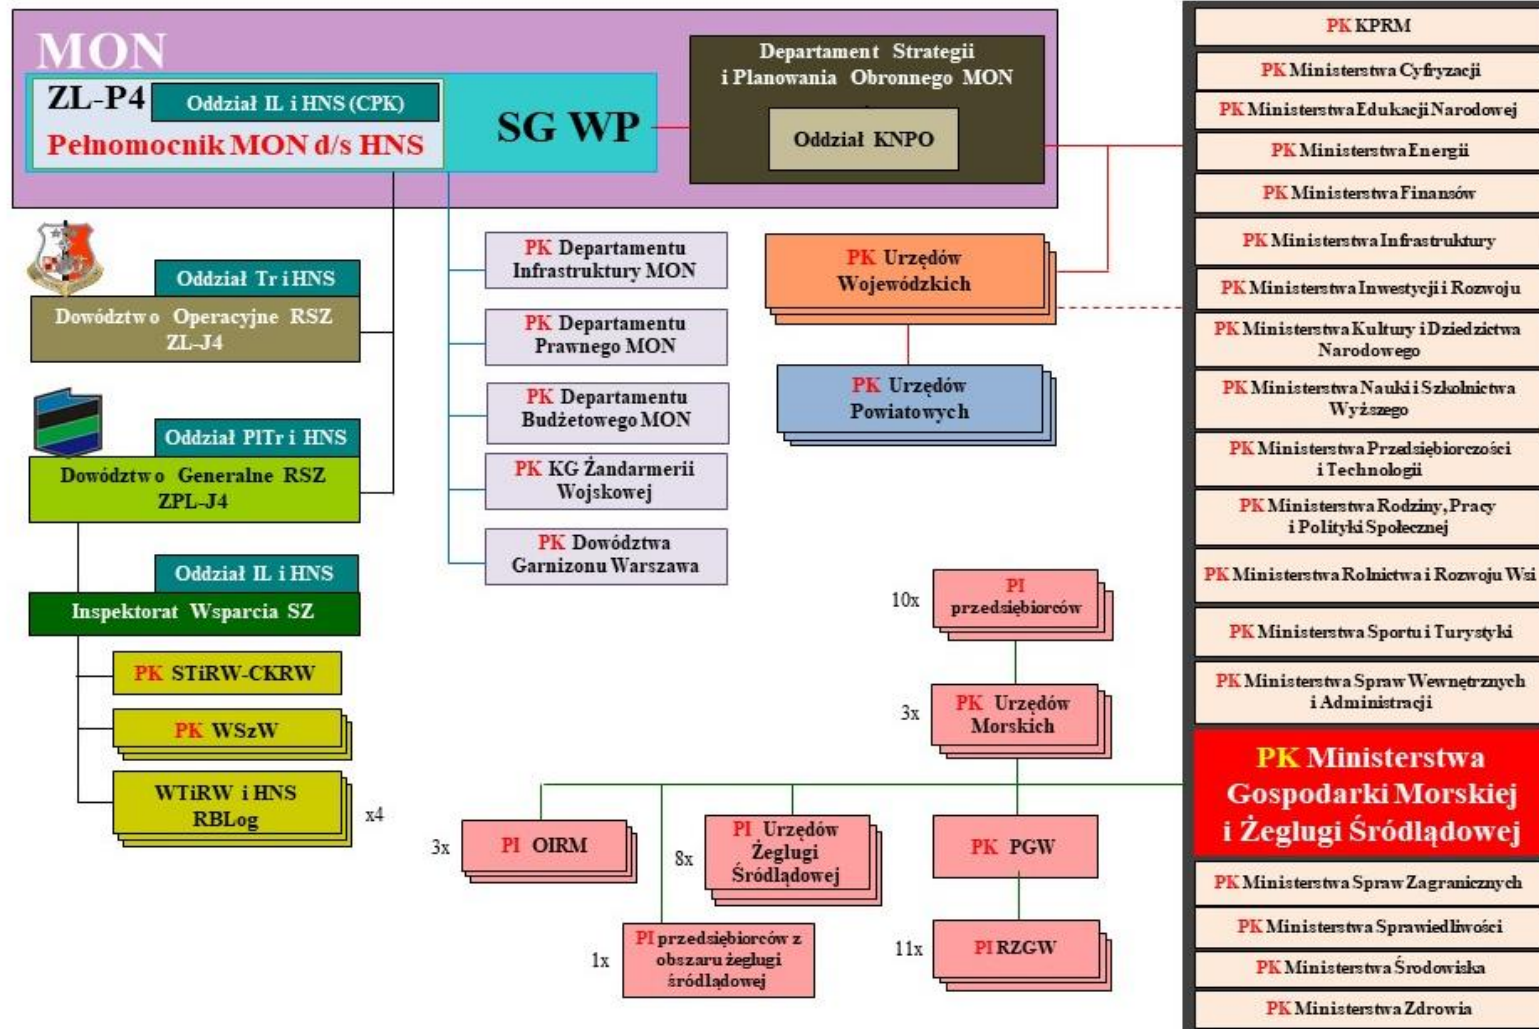 MON
ZL-P4
Oddział IL i HNS (CPK)
Pełnomocnik MON d/s HNS
SG WP
Departament Strategii
i Planowania Obronnego MON
Oddział KNPO
Oddział Tr i HNS
Dowództwo Operacyjne RSZ
ZL-J4
Oddział PlTr i HNS
Dowództwo Generalne RSZ
ZPL-J4
Oddział IL i HNS
Inspektorat Wsparcia SZ
PK STiRW-CKRW
PK WSzW
WTiRW i HNS
RBLog
x4
PK Departamentu
Infrastruktury MON
PK Departamentu
Prawnego MON
PK Departamentu
Budżetowego MON
PK KG Żandarmerii
Wojskowej
PK Dowództwa
Garnizonu Warszawa
PK Urzędów
Wojewódzkich
PK Urzędów
Powiatowych
10x
PI
przedsiębiorców
3x
PK Urzędów
Morskich
3x
PI OIRM
8x
PI Urzędów
Żeglugi
Śródlądowej
PK PGW
1x
PI przedsiębiorców z
obszaru żeglugi
śródlądowej
11x
PI RZGW
PK KPRM
PK Ministerstwa Cyfryzacji
PK Ministerstwa Edukacji Narodowej
PK Ministerstwa Energii
PK Ministerstwa Finansów
PK Ministerstwa Infrastruktury
PK Ministerstwa Inwestycji i Rozwoju
PK Ministerstwa Kultury i Dziedzictwa
Narodowego
PK Ministerstwa Nauki i Szkolnictwa
Wyższego
PK Ministerstwa Przedsiębiorczości
i Technologii
PK Ministerstwa Rodziny, Pracy
i Polityki Społecznej
PK Ministerstwa Rolnictwa i Rozwoju Wsi
PK Ministerstwa Sportu i Turystyki
PK Ministerstwa Spraw Wewnętrznych
i Administracji
PK Ministerstwa
Gospodarki Morskiej
i Żeglugi Śródlądowej
PK Ministerstwa Spraw Zagranicznych
PK Ministerstwa Sprawiedliwości
PK Ministerstwa Środowiska
PK Ministerstwa Zdrowia